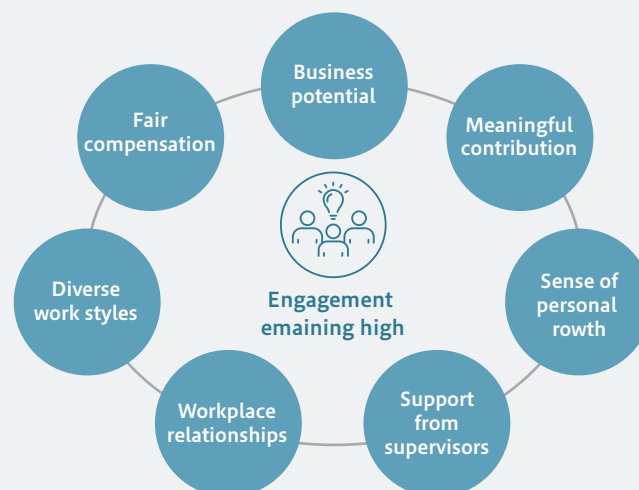 Business
potential
Meaningful
contribution
Sense of
personal
rowth
Support
from
supervisors
Workplace
relationships
Diverse
work styles
Fair
compensation
Engagement
emaining high